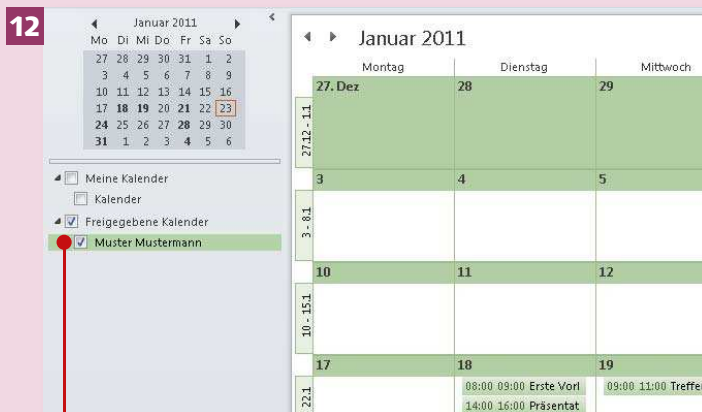 12
Januar 2011
Mo Di Mi Do Fr Sa So
27 28 29 30 31 1 2
3 4 5 6 7 8 9
10 11 12 13 14 15 16
17 18 19 20 21 22 23
24 25 26 27 28 29 30
31 1 2 3 4 5 6
Meine Kalender
Kalender
Freigegebene Kalender
Muster Mustermann
Januar 2011
Montag Dienstag Mittwoch
27. Dez 28 29
27.12 - 1.1
3 4 5
3 - 8.1
10 11 12
10 - 15.1
17 18 19
22.1
08:00 09:00 Erste Vorl 09:00 11:00 Treffe
14:00 16:00 Präsentat